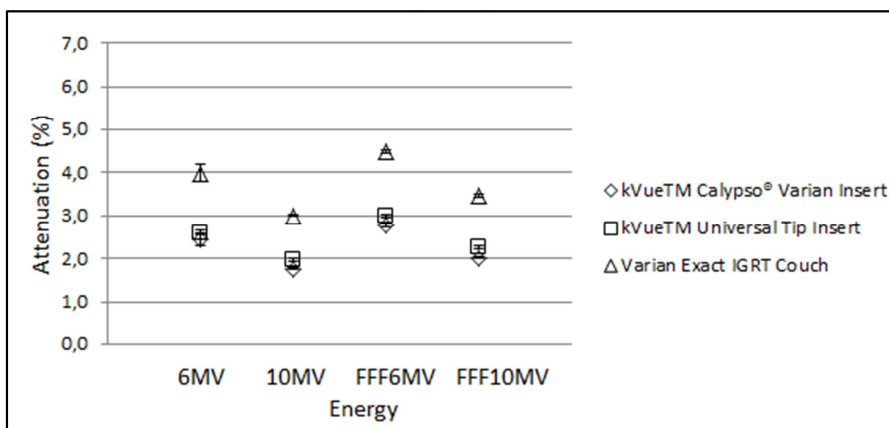 7,0
6,0
5,0
4,0
3,0
2,0
1,0
0,0
Attenuation (%)
6MV 10MV FFF6MV FFF10MV
Energy
kVueTM Calypso® Varian Insert
kVueTM Universal Tip Insert
Varian Exact IGRT Couch